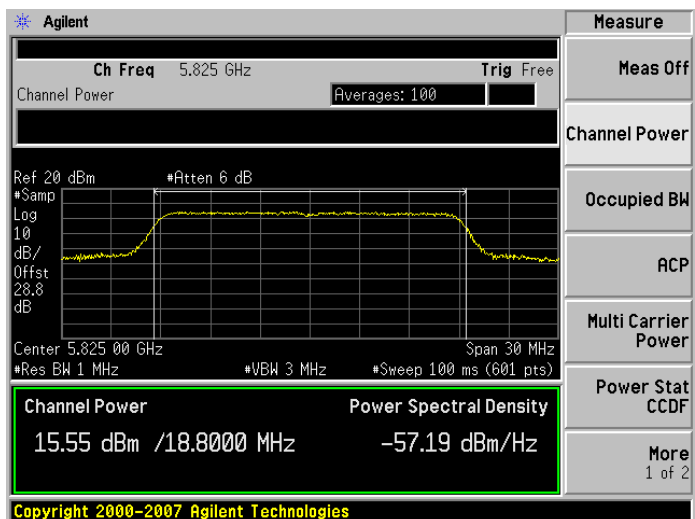 Agilent
Measure
Ch Freq 5.825 GHz Trig Free
Channel Power Averages: 100
Meas Off
Channel Power
Occupied BW
ACP
Multi Carrier
Power
Power Stat
CCDF
More
1 of 2
Ref 20 dBm #Atten 6 dB
#Samp
Log
10
dB/
Offst
28.8
dB
Center 5.825 00 GHz Span 30 MHz
#Res BW 1 MHz #VBW 3 MHz #Sweep 100 ms (601 pts)
Channel Power Power Spectral Density
15.55 dBm /18.8000 MHz -57.19 dBm/Hz
Copyright 2000-2007 Agilent Technologies